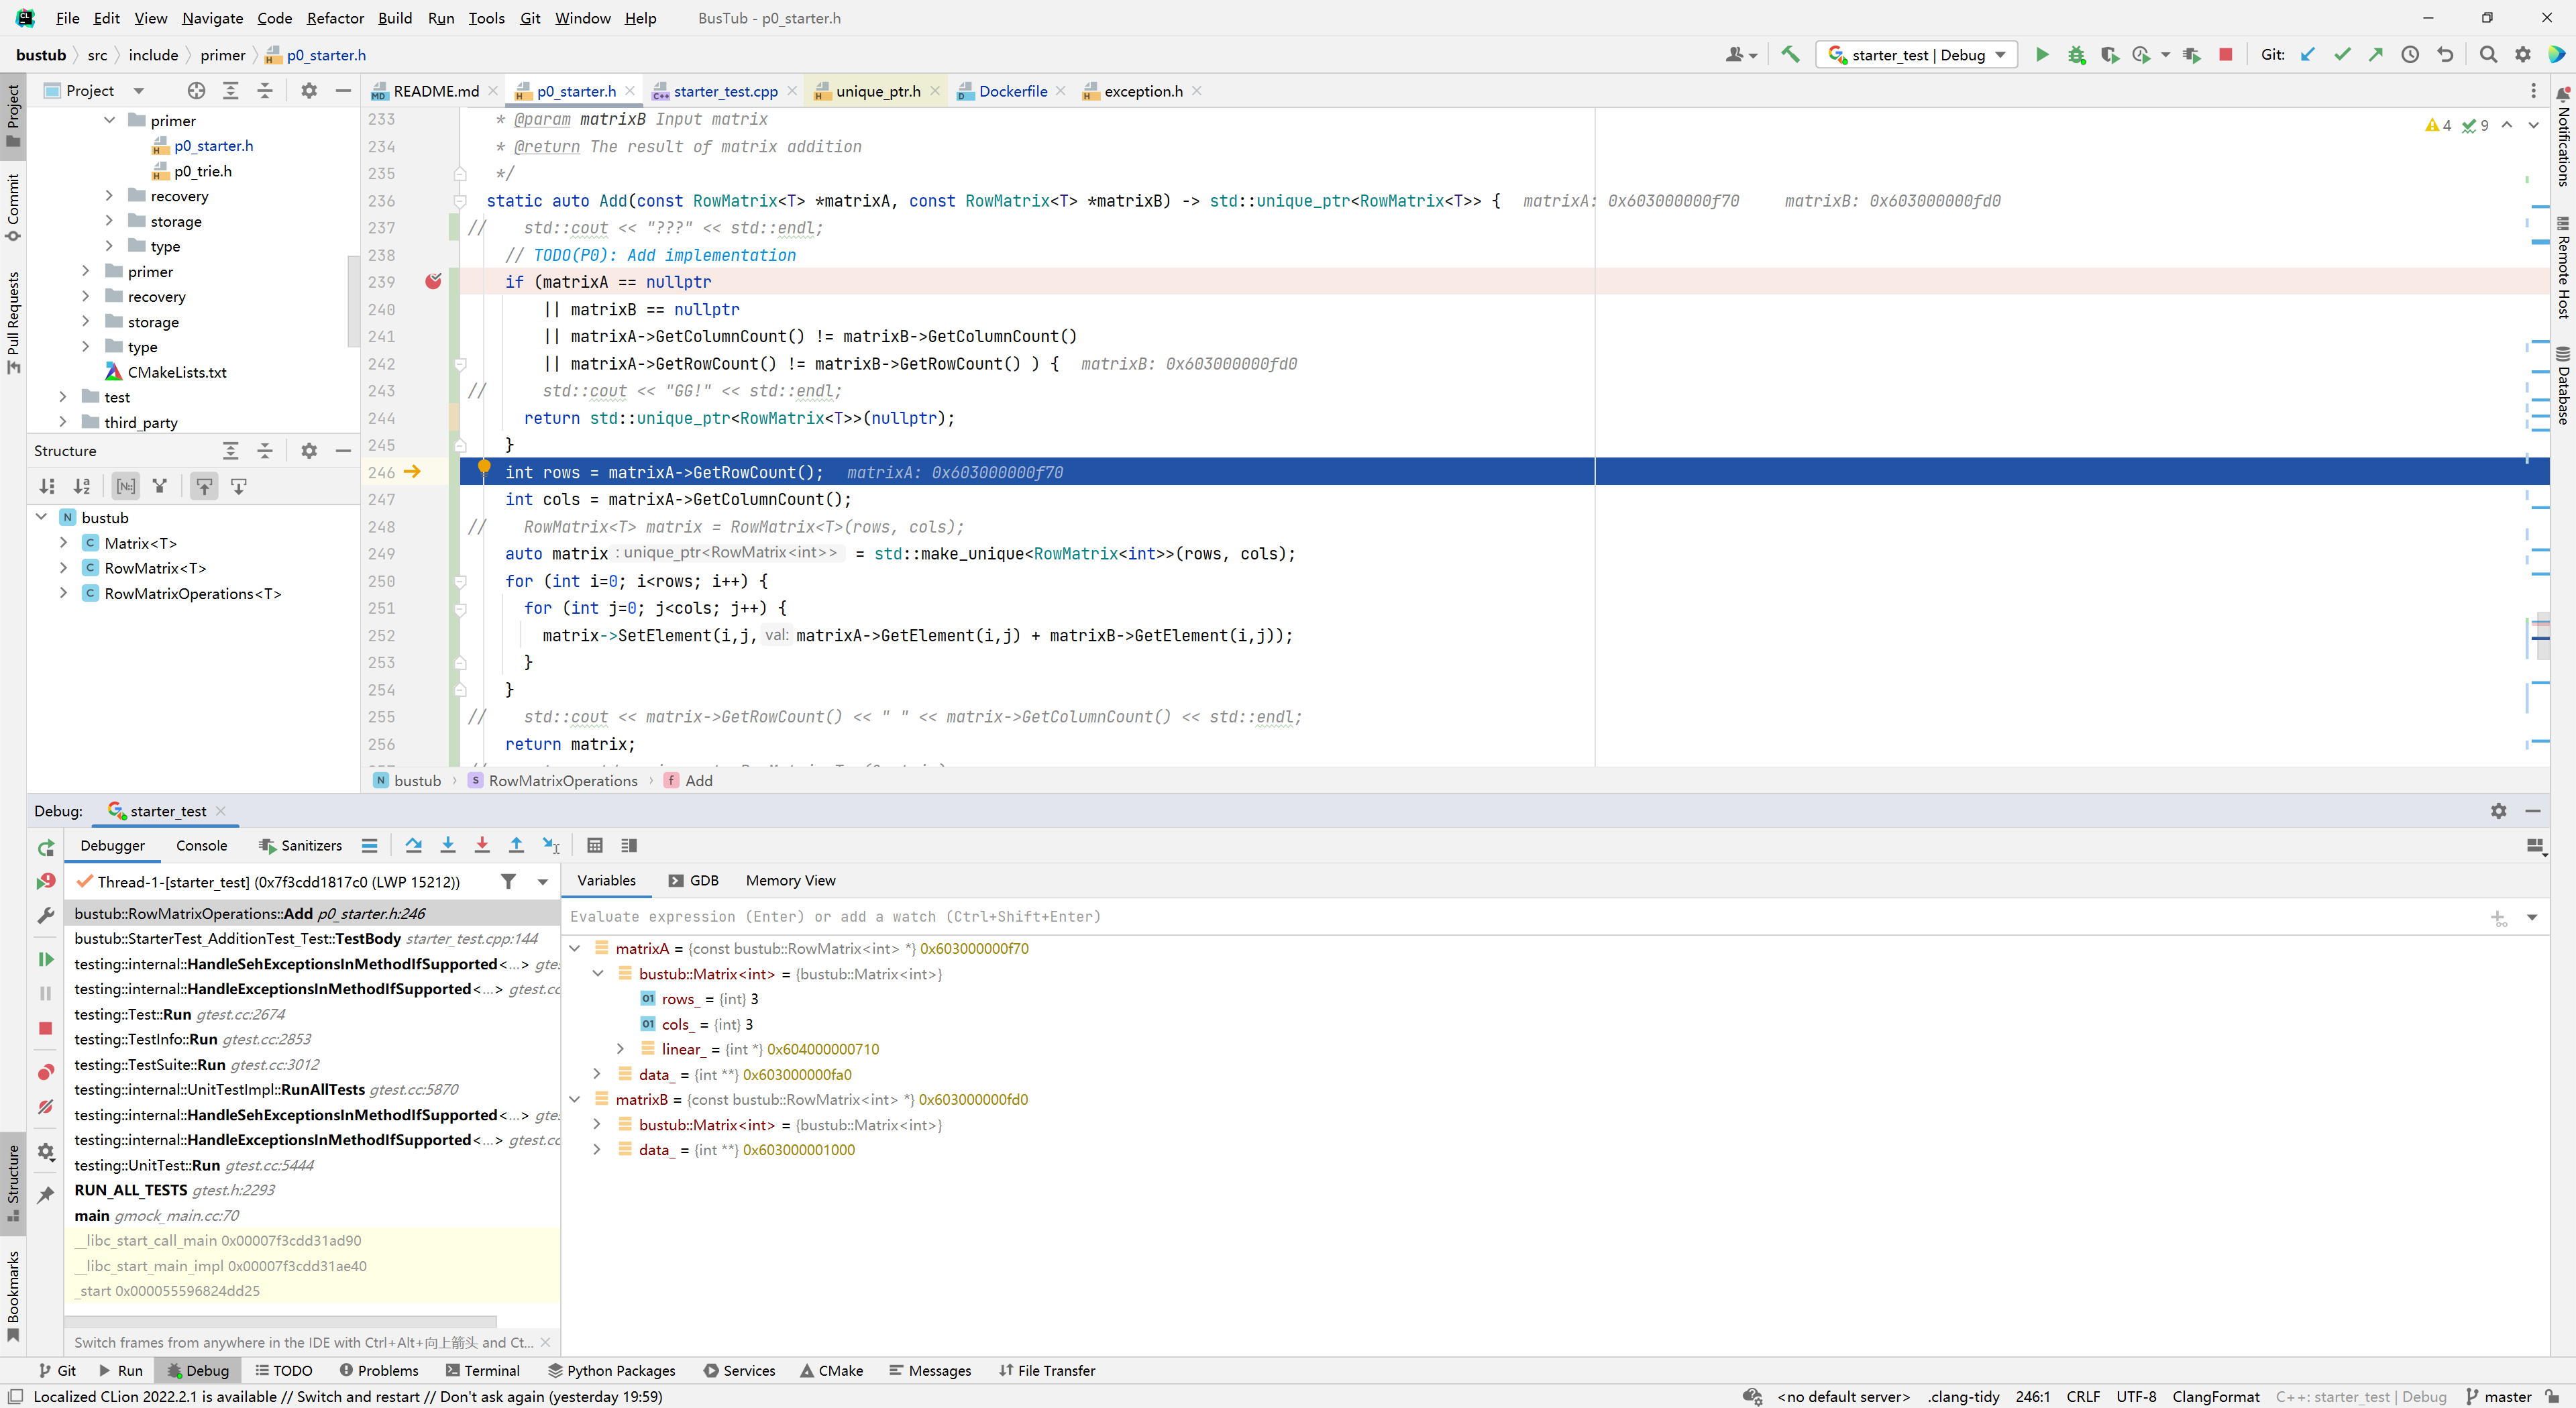 File Edit View Navigate Code Refactor Build Run Tools Git Window Help BusTub - p0_starter.h
bustub src include primer p0_starter.h starter_test | Debug Git:
Project README.md p0_starter.h starter_test.cpp unique_ptr.h Dockerfile exception.h
primer
p0_starter.h
p0_trie.h
recovery
storage
type
primer
recovery
storage
type
CMakeLists.txt
test
third_party
Structure
bustub
Matrix<T>
RowMatrix<T>
RowMatrixOperations<T>
Project
Commit
Pull Requests
Structure
Bookmarks
4 9
233 * @param matrixB Input matrix
234 * @return The result of matrix addition
235 */
236 static auto Add(const RowMatrix<T> *matrixA, const RowMatrix<T> *matrixB) -> std::unique_ptr<RowMatrix<T>> { matrixA: 0x603000000f70 matrixB: 0x603000000fd0
237 // std::cout << "???" << std::endl;
238 // TODO(P0): Add implementation
239 if (matrixA == nullptr
240 || matrixB == nullptr
241 || matrixA->GetColumnCount() != matrixB->GetColumnCount()
242 || matrixA->GetRowCount() != matrixB->GetRowCount() ) { matrixB: 0x603000000fd0
243 // std::cout << "GG!" << std::endl;
244 return std::unique_ptr<RowMatrix<T>>(nullptr);
245 }
246 int rows = matrixA->GetRowCount(); matrixA: 0x603000000f70
247 int cols = matrixA->GetColumnCount();
248 // RowMatrix<T> matrix = RowMatrix<T>(rows, cols);
249 auto matrix : unique_ptr<RowMatrix<int>> = std::make_unique<RowMatrix<int>>(rows, cols);
250 for (int i=0; i<rows; i++) {
251 for (int j=0; j<cols; j++) {
252 matrix->SetElement(i,j, val: matrixA->GetElement(i,j) + matrixB->GetElement(i,j));
253 }
254 }
255 // std::cout << matrix->GetRowCount() << " " << matrix->GetColumnCount() << std::endl;
256 return matrix;
bustub RowMatrixOperations Add
Notifications
Remote Host
Database
Debug: starter_test
Debugger Console Sanitizers
Thread-1-[starter_test] (0x7f3cdd1817c0 (LWP 15212))
bustub::RowMatrixOperations::Add p0_starter.h:246
bustub::StarterTest_AdditionTest_Test::TestBody starter_test.cpp:144
testing::internal::HandleSehExceptionsInMethodIfSupported<...> gte
testing::internal::HandleExceptionsInMethodIfSupported<...> gtest.cc
testing::Test::Run gtest.cc:2674
testing::TestInfo::Run gtest.cc:2853
testing::TestSuite::Run gtest.cc:3012
testing::internal::UnitTestImpl::RunAllTests gtest.cc:5870
testing::internal::HandleSehExceptionsInMethodIfSupported<...> gte
testing::internal::HandleExceptionsInMethodIfSupported<...> gtest.cc
testing::UnitTest::Run gtest.cc:5444
RUN_ALL_TESTS gtest.h:2293
main gmock_main.cc:70
__libc_start_call_main 0x00007f3cdd31ad90
__libc_start_main_impl 0x00007f3cdd31ae40
_start 0x000055596824dd25
Switch frames from anywhere in the IDE with Ctrl+Alt+向上箭头 and Ct...
Variables GDB Memory View
Evaluate expression (Enter) or add a watch (Ctrl+Shift+Enter)
matrixA = {const bustub::RowMatrix<int> *} 0x603000000f70
bustub::Matrix<int> = {bustub::Matrix<int>}
rows_ = {int} 3
cols_ = {int} 3
linear_ = {int *} 0x604000000710
data_ = {int **} 0x603000000fa0
matrixB = {const bustub::RowMatrix<int> *} 0x603000000fd0
bustub::Matrix<int> = {bustub::Matrix<int>}
data_ = {int **} 0x603000001000
Git Run Debug TODO Problems Terminal Python Packages Services CMake Messages File Transfer
Localized CLion 2022.2.1 is available // Switch and restart // Don't ask again (yesterday 19:59) <no default server> .clang-tidy 246:1 CRLF UTF-8 ClangFormat C++: starter_test | Debug master